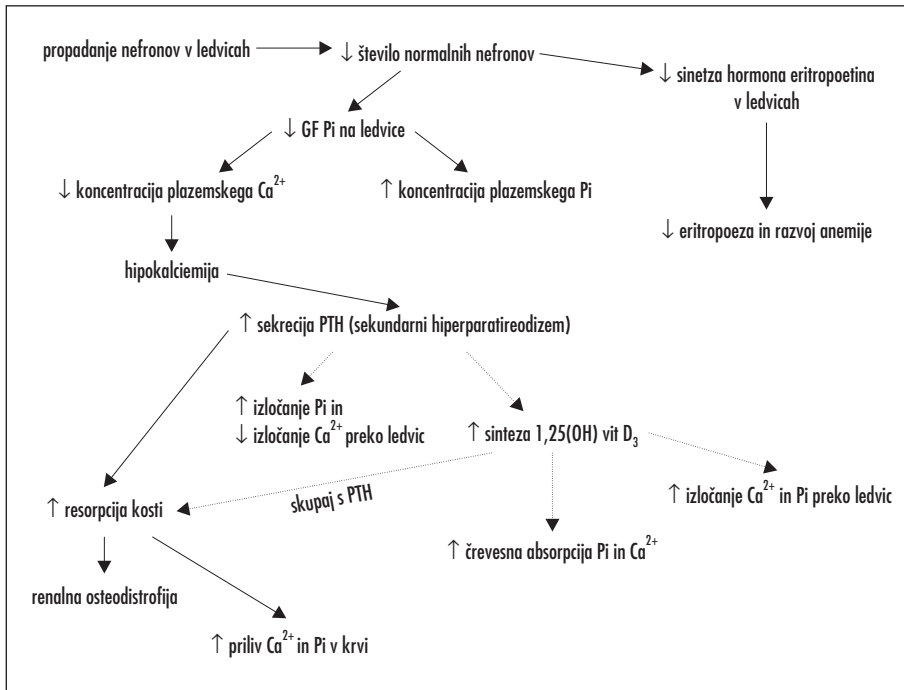 propadanje nefronov v ledvicah
↓ število normalnih nefronov
↓ sinetza hormona eritropoetina
v ledvicah
↓ GF Pi na ledvice
↓ koncentracija plazemskega Ca²⁺
↑ koncentracija plazemskega Pi
↓ eritropoeza in razvoj anemije
hipokalciemija
↑ sekrecija PTH (sekundarni hiperparatireodizem)
↑ izločanje Pi in
↓ izločanje Ca²⁺ preko ledvic
↑ sinteza 1,25(OH) vit D₃
skupaj s PTH
↑ izločanje Ca²⁺ in Pi preko ledvic
↑ resorpcija kosti
↑ črevesna absorpcija Pi in Ca²⁺
renalna osteodistrofija
↑ priliv Ca²⁺ in Pi v krvi